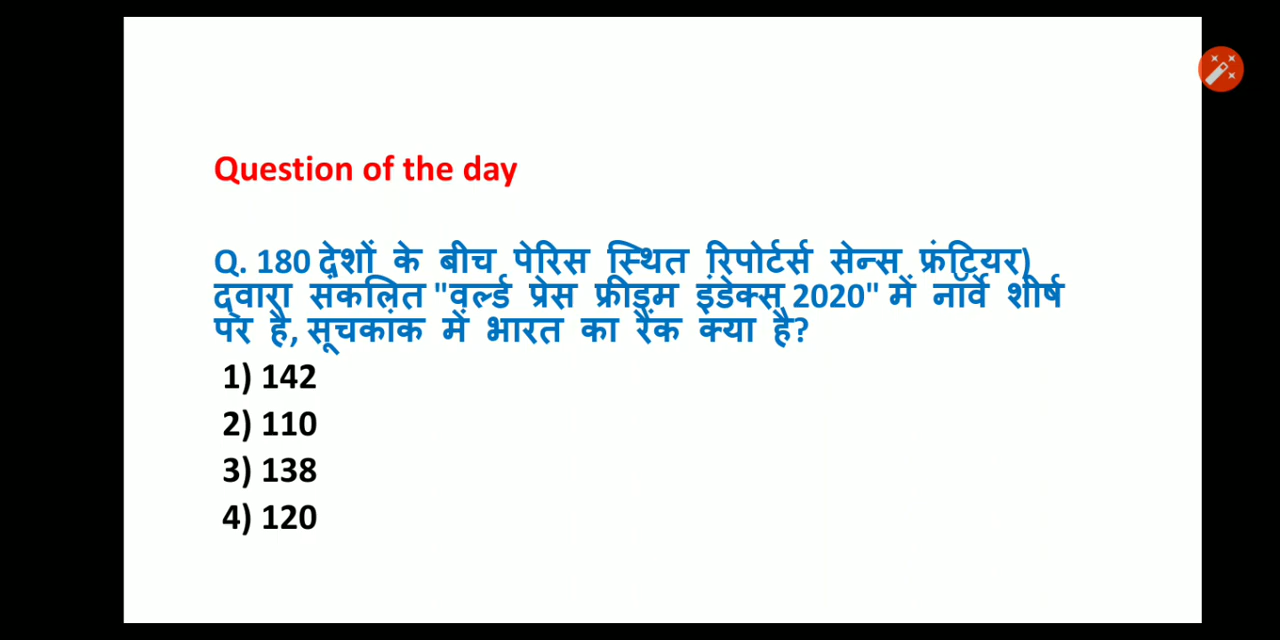 Question of the day
Q. 180 देशों के बीच पेरिस स्थित रिपोर्टर्स सेन्स फ्रंटियर)
द्वारा संकलित "वर्ल्ड प्रेस फ्रीडम इंडेक्स 2020" में नॉर्वे शीर्ष
पर है, सूचकांक में भारत का रैंक क्या है?
1) 142
2) 110
3) 138
4) 120